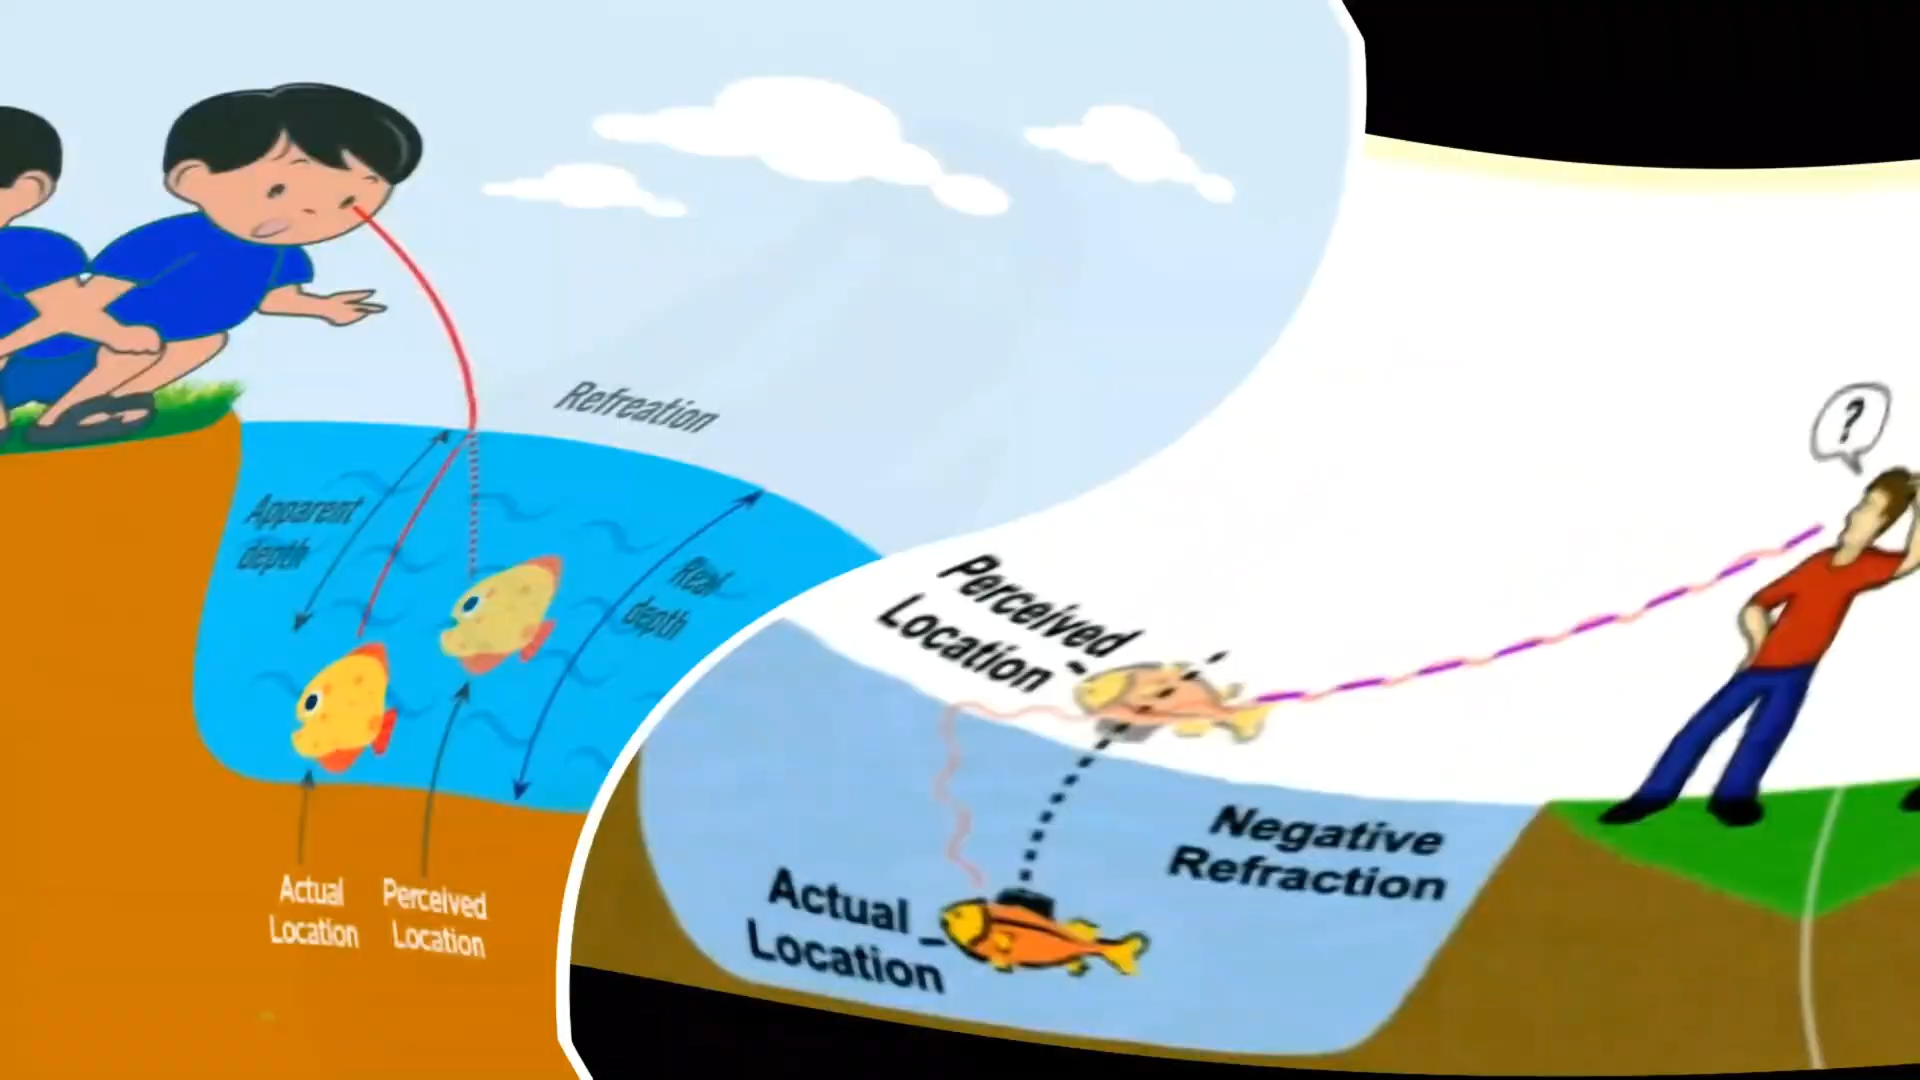 Refreation
Apparent
depth
Real
depth
Actual
Location
Perceived
Location
Perceived
Location
?
Negative
Refraction
Actual
Location